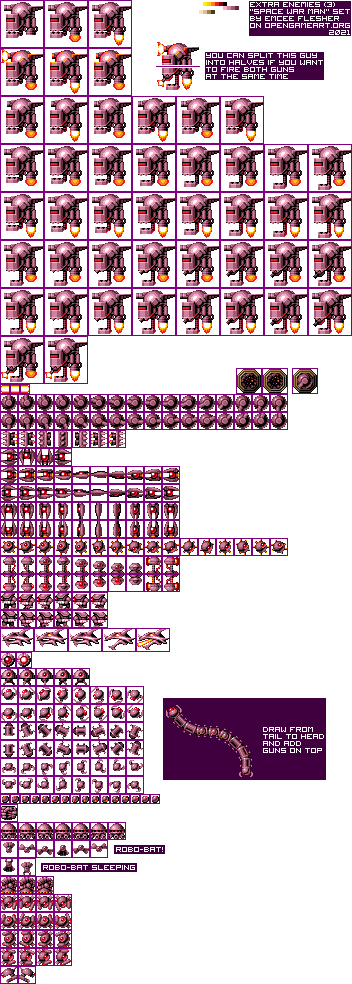 EXTRA ENEMIES (3)
"SPACE WAR MAN" SET
BY EMCEE FLESHER
ON OPENGAMEART.ORG
2021
YOU CAN SPLIT THIS GUY
INTO HALVES IF YOU WANT
TO FIRE BOTH GUNS
AT THE SAME TIME
DRAW FROM
TAIL TO HEAD
AND ADD
GUNS ON TOP
ROBO-BAT!
ROBO-BAT SLEEPING